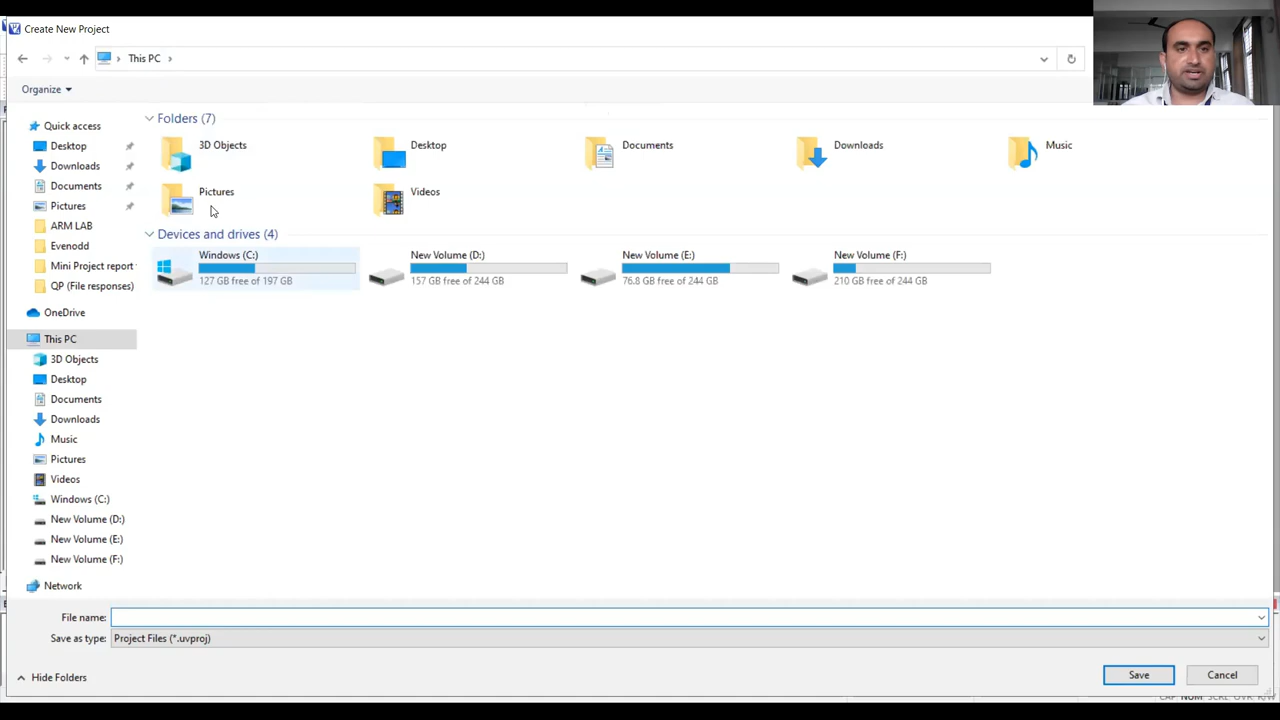 Create New Project
This PC
Organize
Quick access
Desktop
Downloads
Documents
Pictures
ARM LAB
Evenodd
Mini Project report
QP (File responses)
OneDrive
This PC
3D Objects
Desktop
Documents
Downloads
Music
Pictures
Videos
Windows (C:)
New Volume (D:)
New Volume (E:)
New Volume (F:)
Network
Folders (7)
3D Objects
Desktop
Documents
Downloads
Music
Pictures
Videos
Devices and drives (4)
Windows (C:)
127 GB free of 197 GB
New Volume (D:)
157 GB free of 244 GB
New Volume (E:)
76.8 GB free of 244 GB
New Volume (F:)
210 GB free of 244 GB
File name:
Save as type: Project Files (*.uvproj)
Hide Folders
Save
Cancel